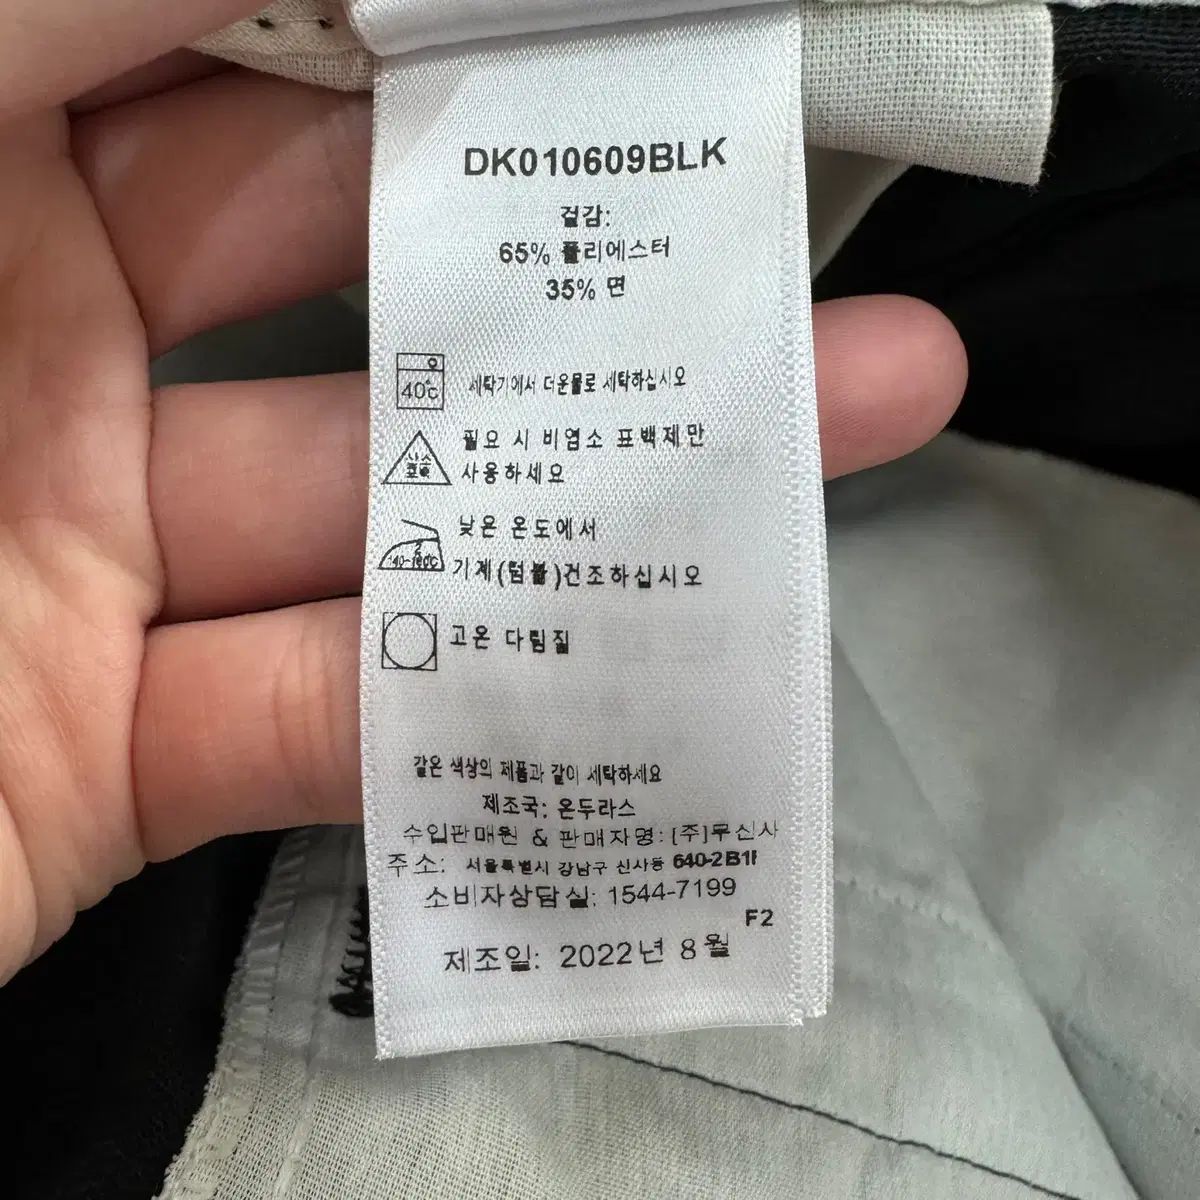 DK010609BLK
겉감:
65% 폴리에스터
35% 면
40℃ 세탁기에서 더운물로 세탁하십시오
산소 표백 필요 시 비염소 표백제만
사용하세요
낮은 온도에서
2 140-160℃ 기계(텀블)건조하십시오
고온 다림질
같은 색상의 제품과 같이 세탁하세요
제조국: 온두라스
수입판매원 & 판매자명: [주]무신사
주소: 서울특별시 강남구 신사동 640-2 B1F
소비자상담실: 1544-7199
F2
제조일: 2022년 8월